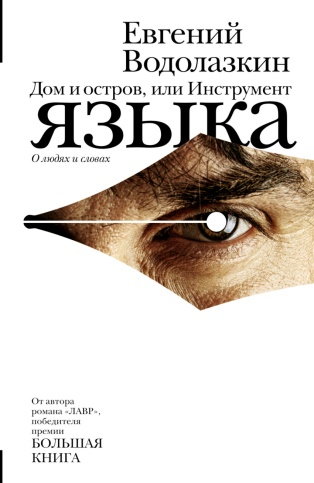 Евгений
Водолазкин
Дом и остров, или Инструмент
языка
О людях и словах
От автора
романа «ЛАВР»,
победителя
премии
БОЛЬШАЯ
КНИГА